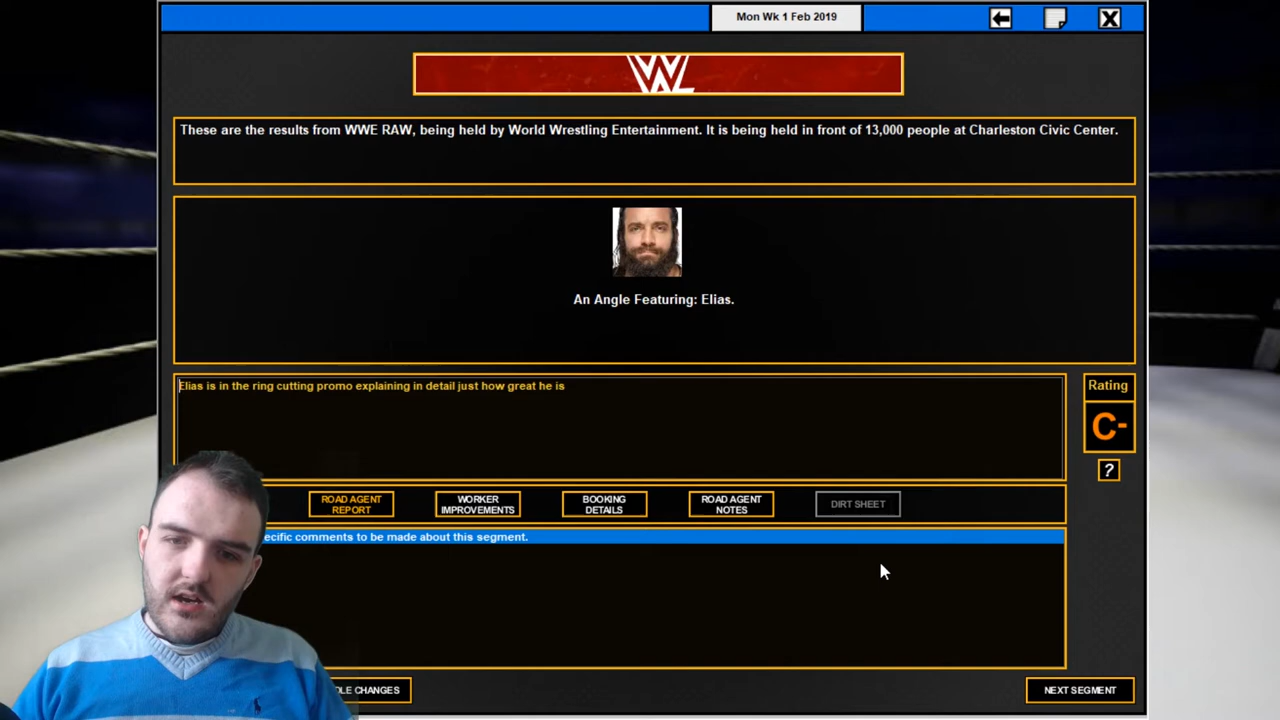 Mon Wk 1 Feb 2019
These are the results from WWE RAW, being held by World Wrestling Entertainment. It is being held in front of 13,000 people at Charleston Civic Center.
An Angle Featuring: Elias.
Elias is in the ring cutting promo explaining in detail just how great he is
Rating
C-
?
ROAD AGENT REPORT
WORKER IMPROVEMENTS
BOOKING DETAILS
ROAD AGENT NOTES
DIRT SHEET
comments to be made about this segment.
CHANGES
NEXT SEGMENT